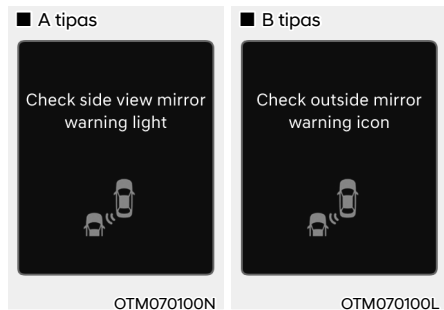 ■ A tipas
Check side view mirror
warning light
OTM070100N
■ B tipas
Check outside mirror
warning icon
OTM070100L